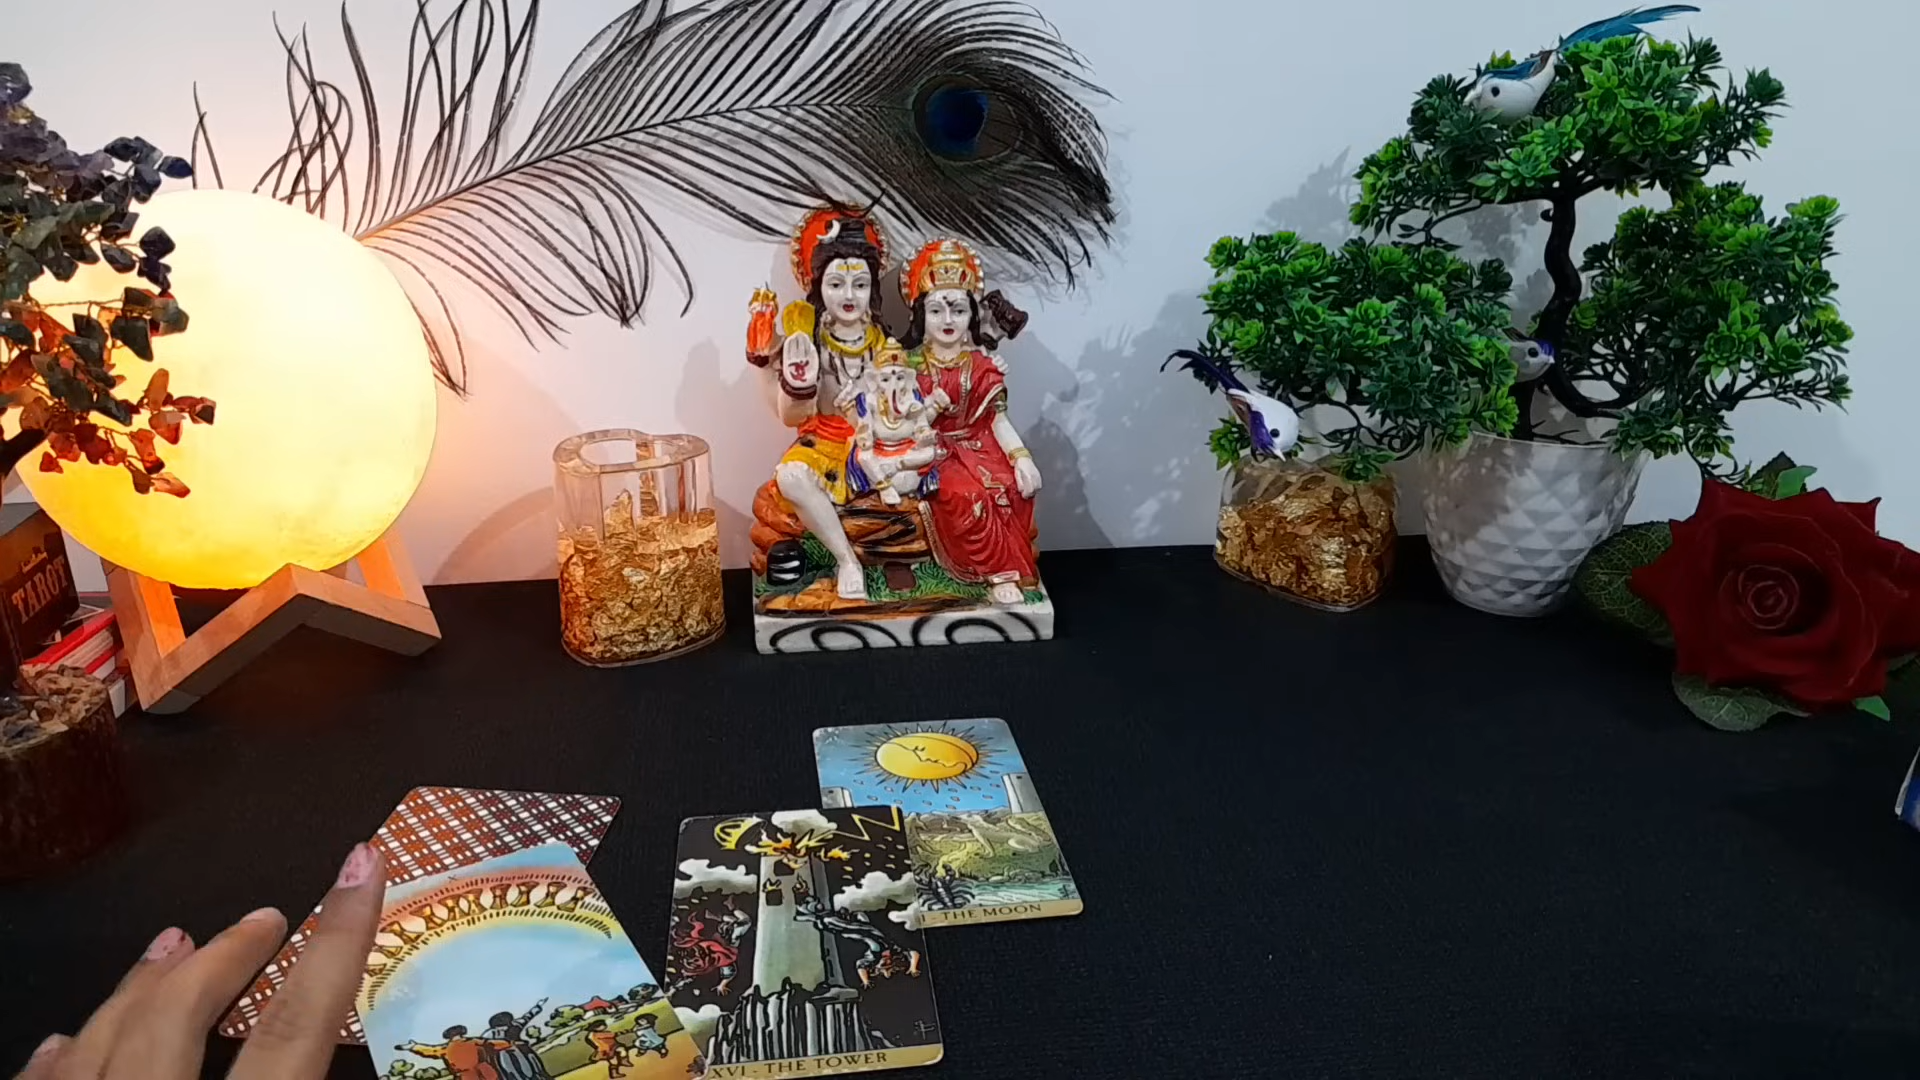 TAROT
I - THE MOON
X
XVI - THE TOWER